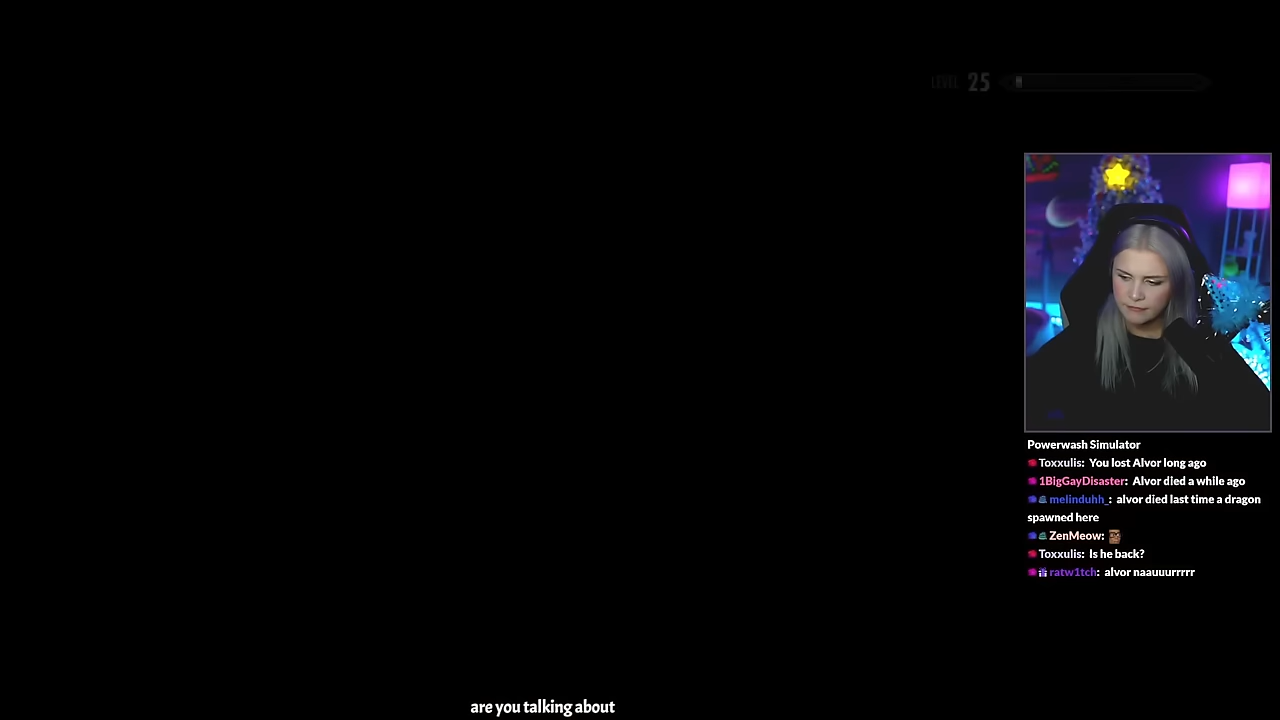 LEVEL 25
Powerwash Simulator
Toxxulis: You lost Alvor long ago
1BigGayDisaster: Alvor died a while ago
melinduhh_: alvor died last time a dragon
spawned here
ZenMeow:
Toxxulis: Is he back?
ratw1tch: alvor naauuurrrrr
are you talking about